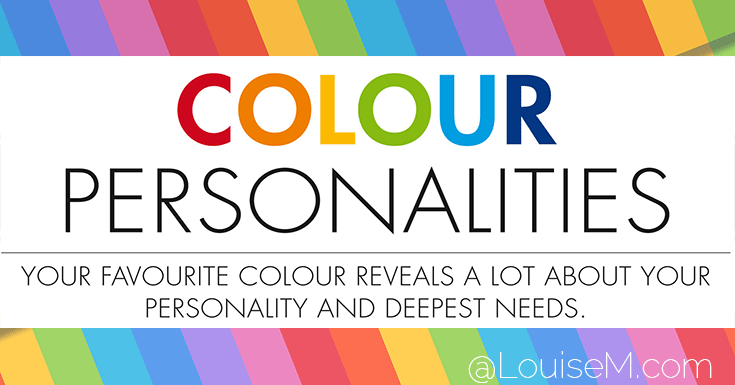 COLOUR
PERSONALITIES
YOUR FAVOURITE COLOUR REVEALS A LOT ABOUT YOUR
PERSONALITY AND DEEPEST NEEDS.
@LouiseM.com